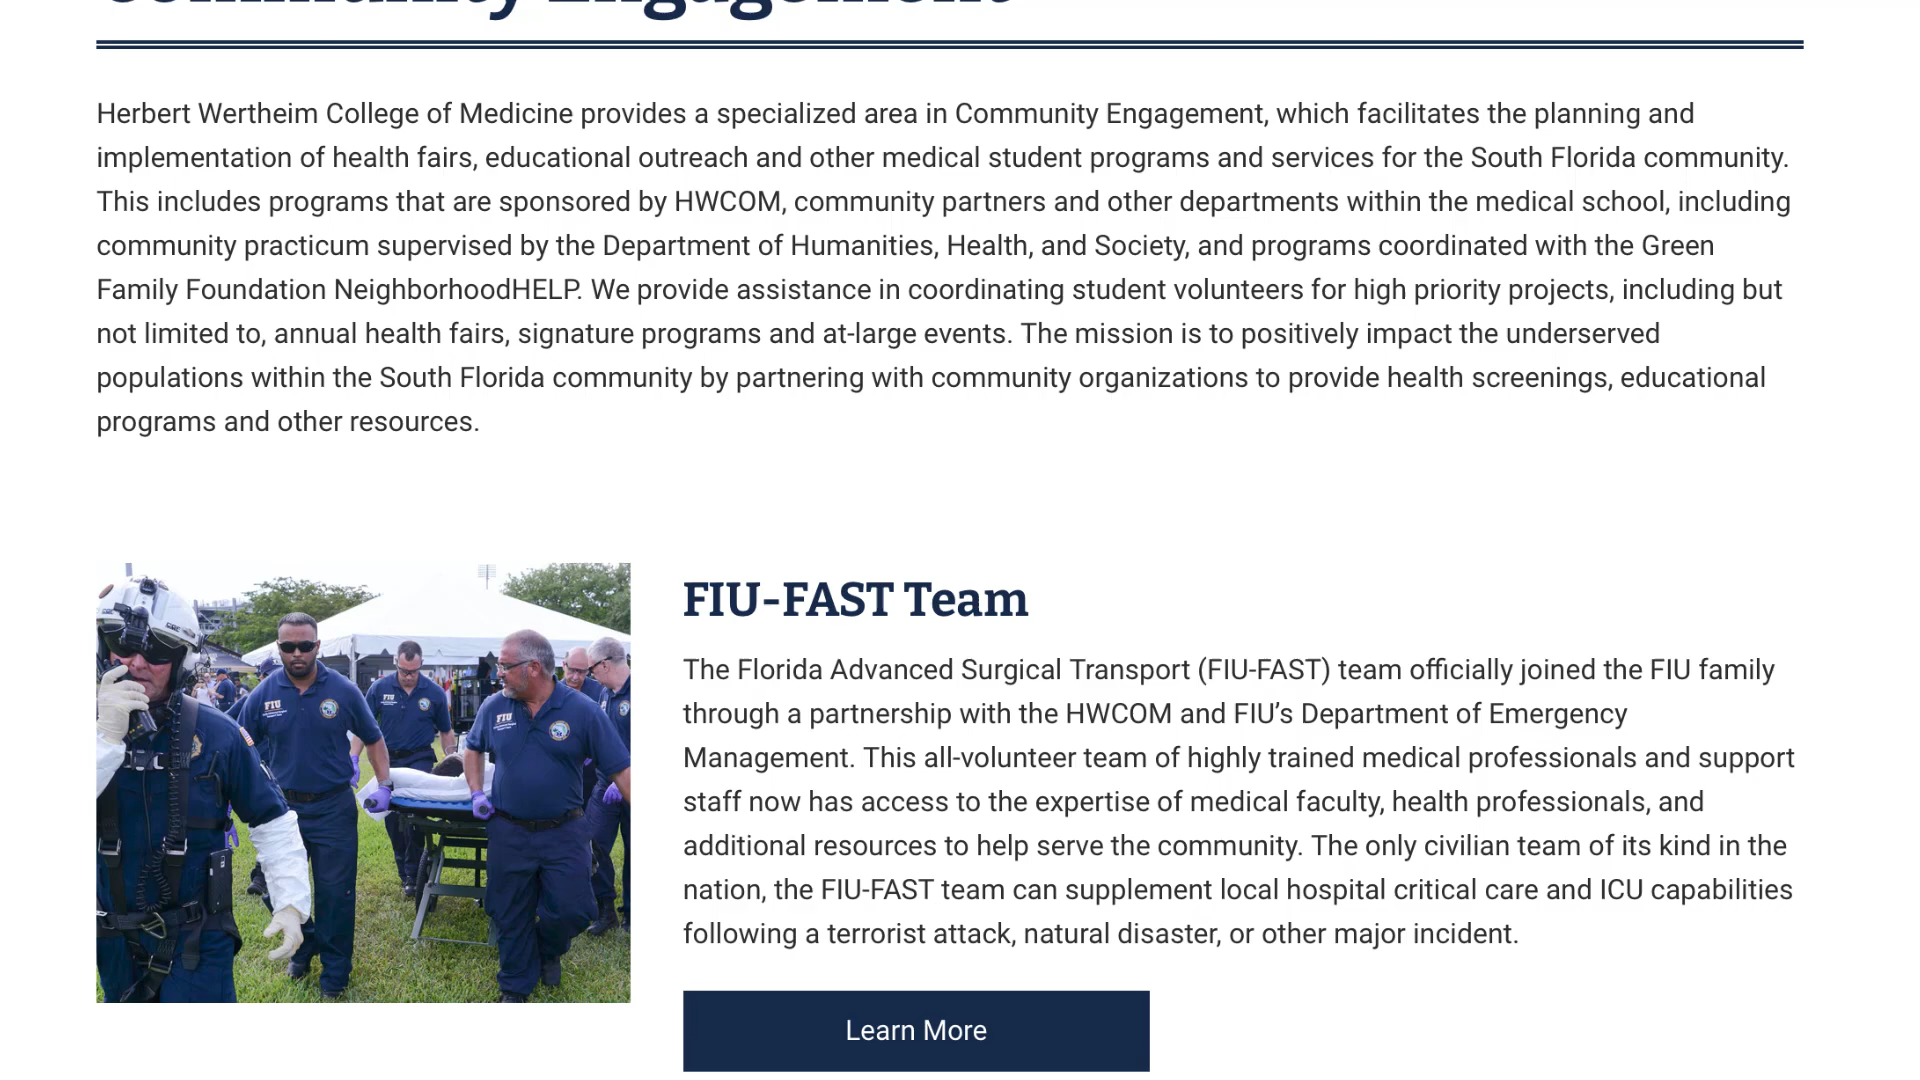 Community Engagement
Herbert Wertheim College of Medicine provides a specialized area in Community Engagement, which facilitates the planning and
implementation of health fairs, educational outreach and other medical student programs and services for the South Florida community.
This includes programs that are sponsored by HWCOM, community partners and other departments within the medical school, including
community practicum supervised by the Department of Humanities, Health, and Society, and programs coordinated with the Green
Family Foundation NeighborhoodHELP. We provide assistance in coordinating student volunteers for high priority projects, including but
not limited to, annual health fairs, signature programs and at-large events. The mission is to positively impact the underserved
populations within the South Florida community by partnering with community organizations to provide health screenings, educational
programs and other resources.
FIU-FAST Team
The Florida Advanced Surgical Transport (FIU-FAST) team officially joined the FIU family
through a partnership with the HWCOM and FIU’s Department of Emergency
Management. This all-volunteer team of highly trained medical professionals and support
staff now has access to the expertise of medical faculty, health professionals, and
additional resources to help serve the community. The only civilian team of its kind in the
nation, the FIU-FAST team can supplement local hospital critical care and ICU capabilities
following a terrorist attack, natural disaster, or other major incident.
Learn More
FIU
FIU
FIU